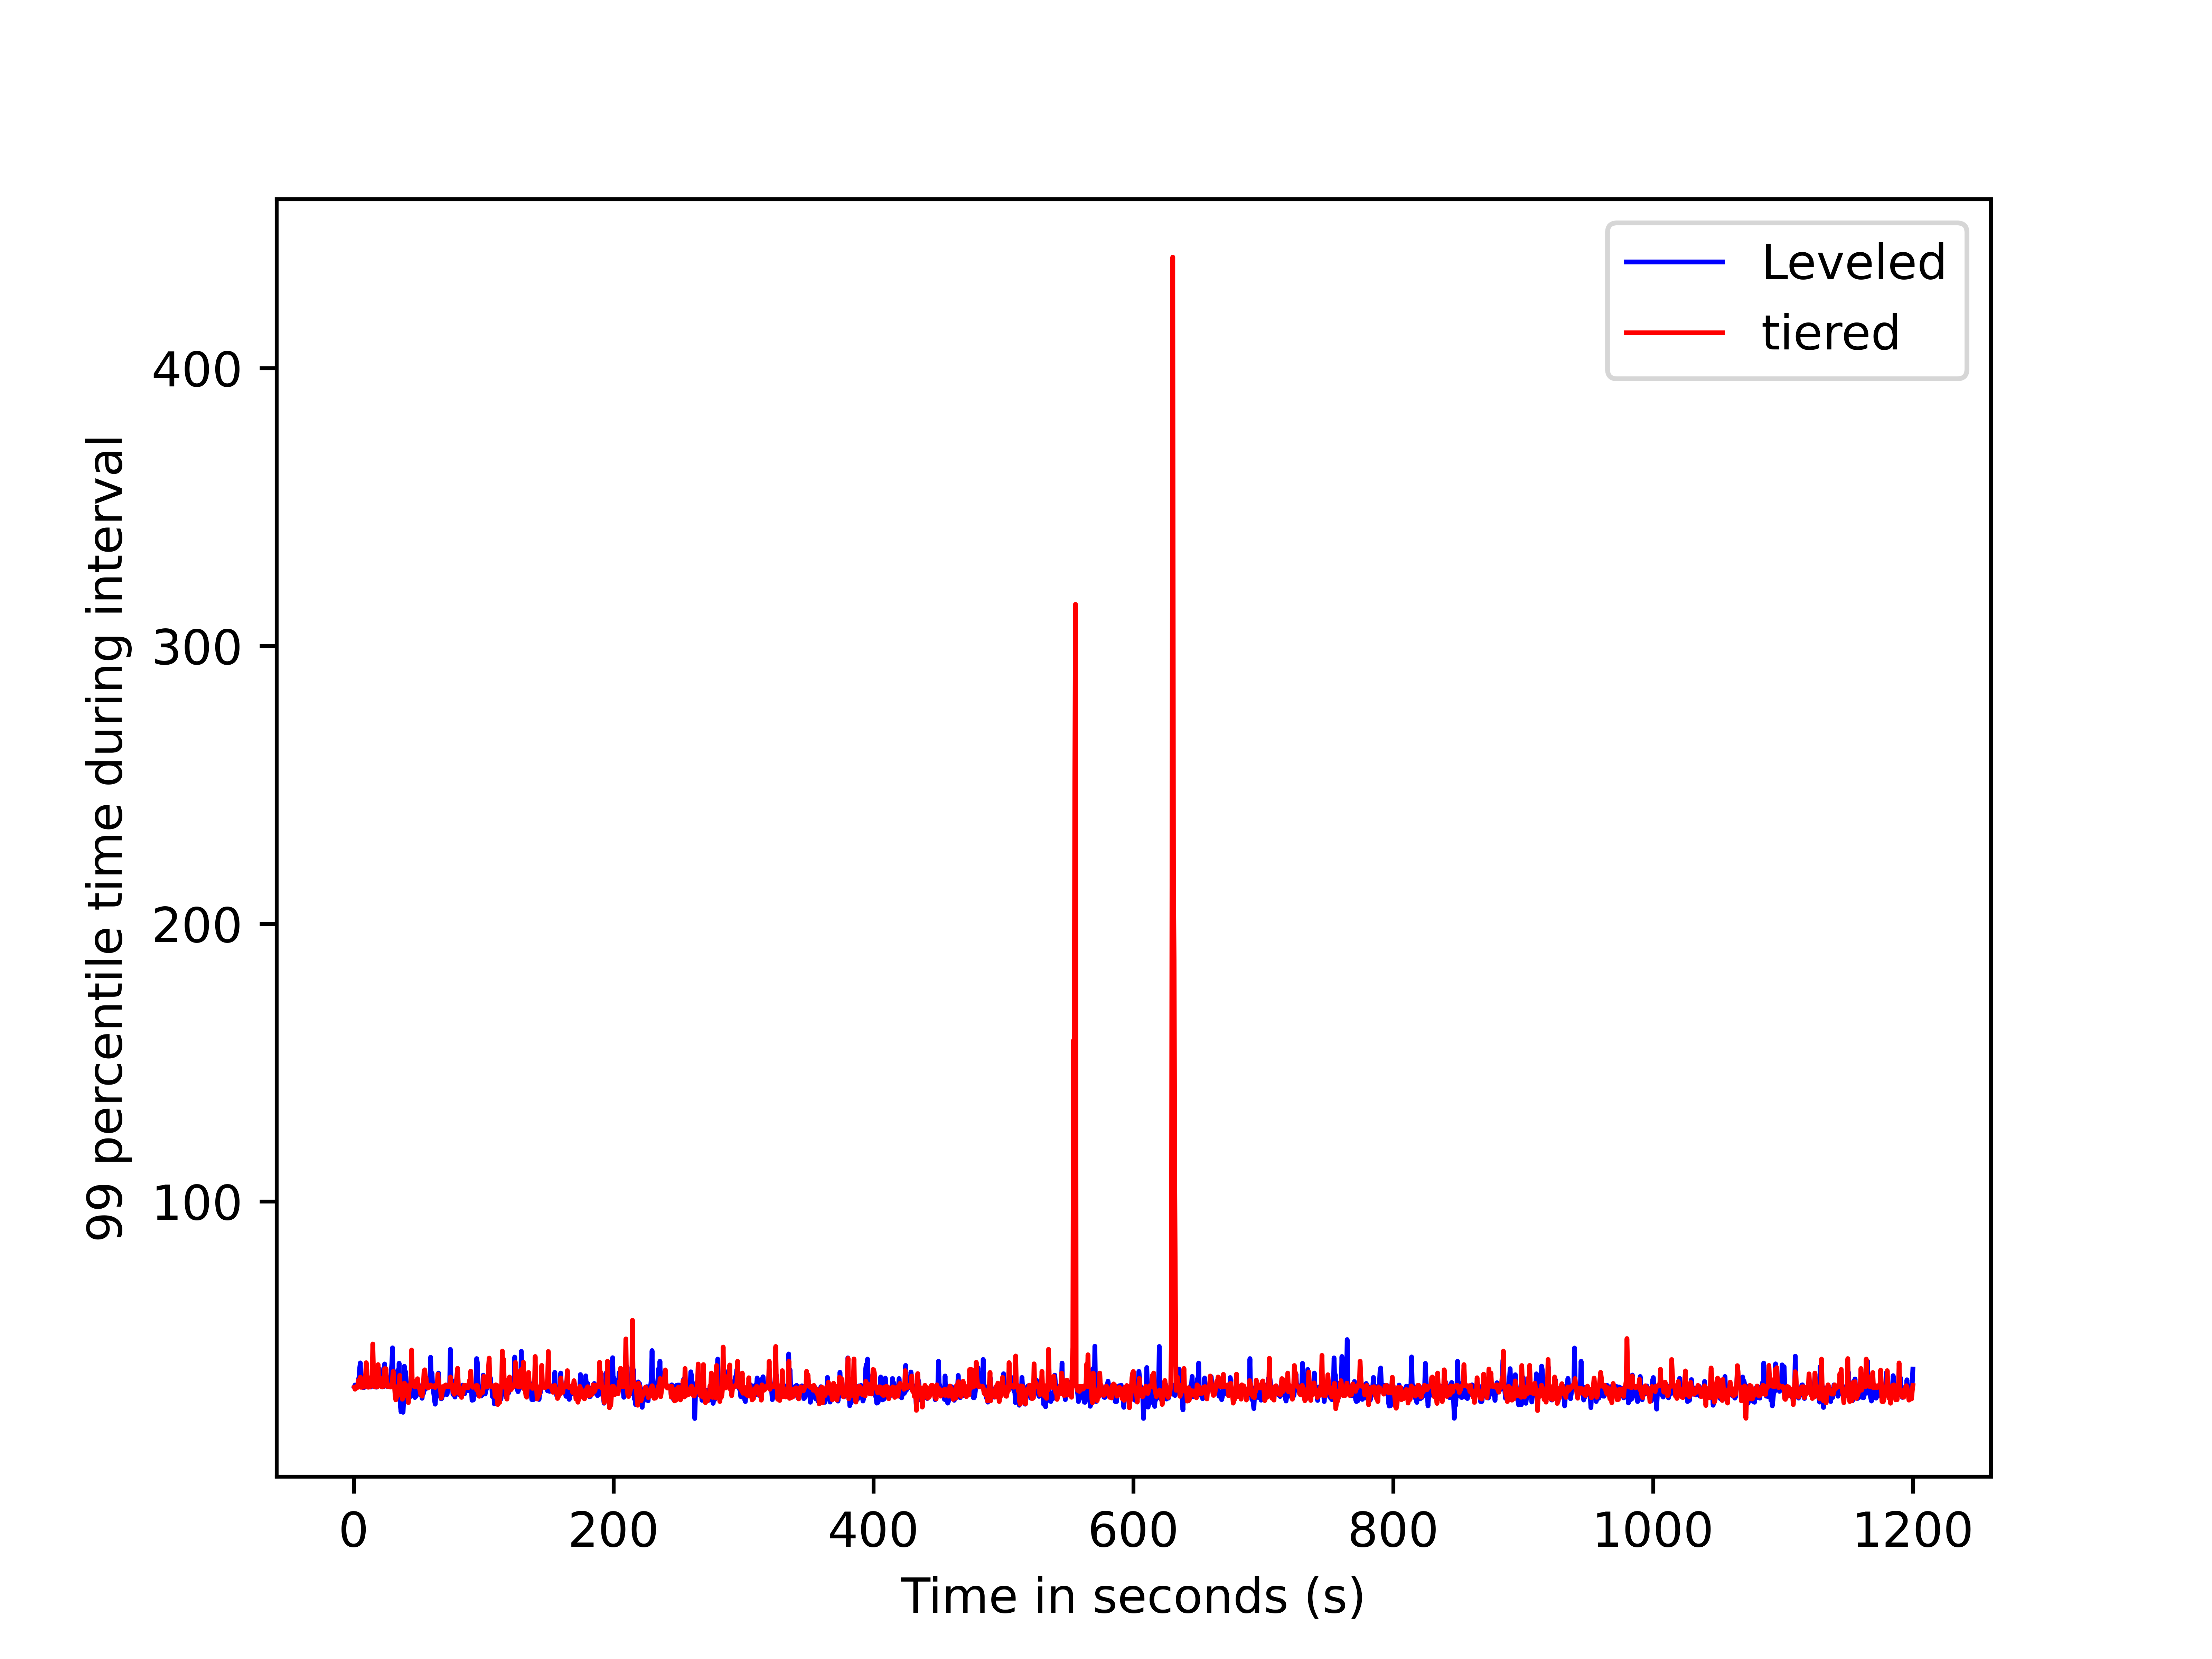 Leveled
tiered
400
300
200
100
99 percentile time during interval
0 200 400 600 800 1000 1200
Time in seconds (s)